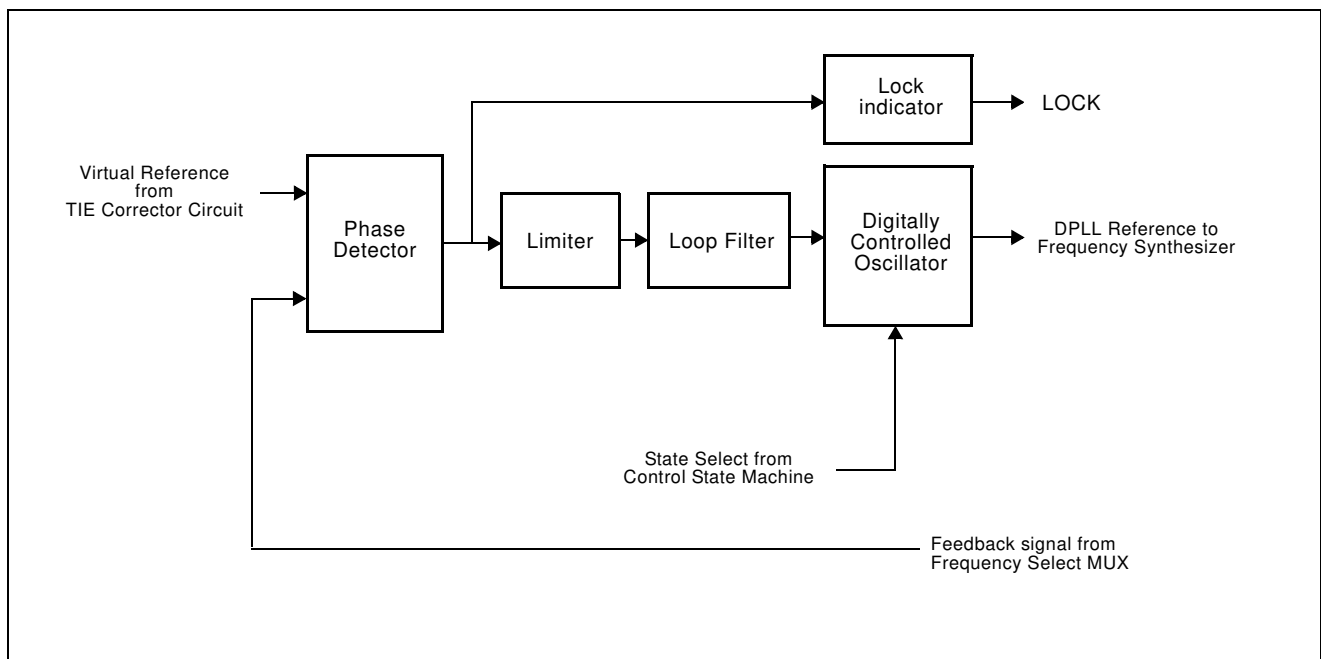 Lock
indicator
LOCK
Virtual Reference
from
TIE Corrector Circuit
Phase
Detector
Limiter
Loop Filter
Digitally
Controlled
Oscillator
DPLL Reference to
Frequency Synthesizer
State Select from
Control State Machine
Feedback signal from
Frequency Select MUX